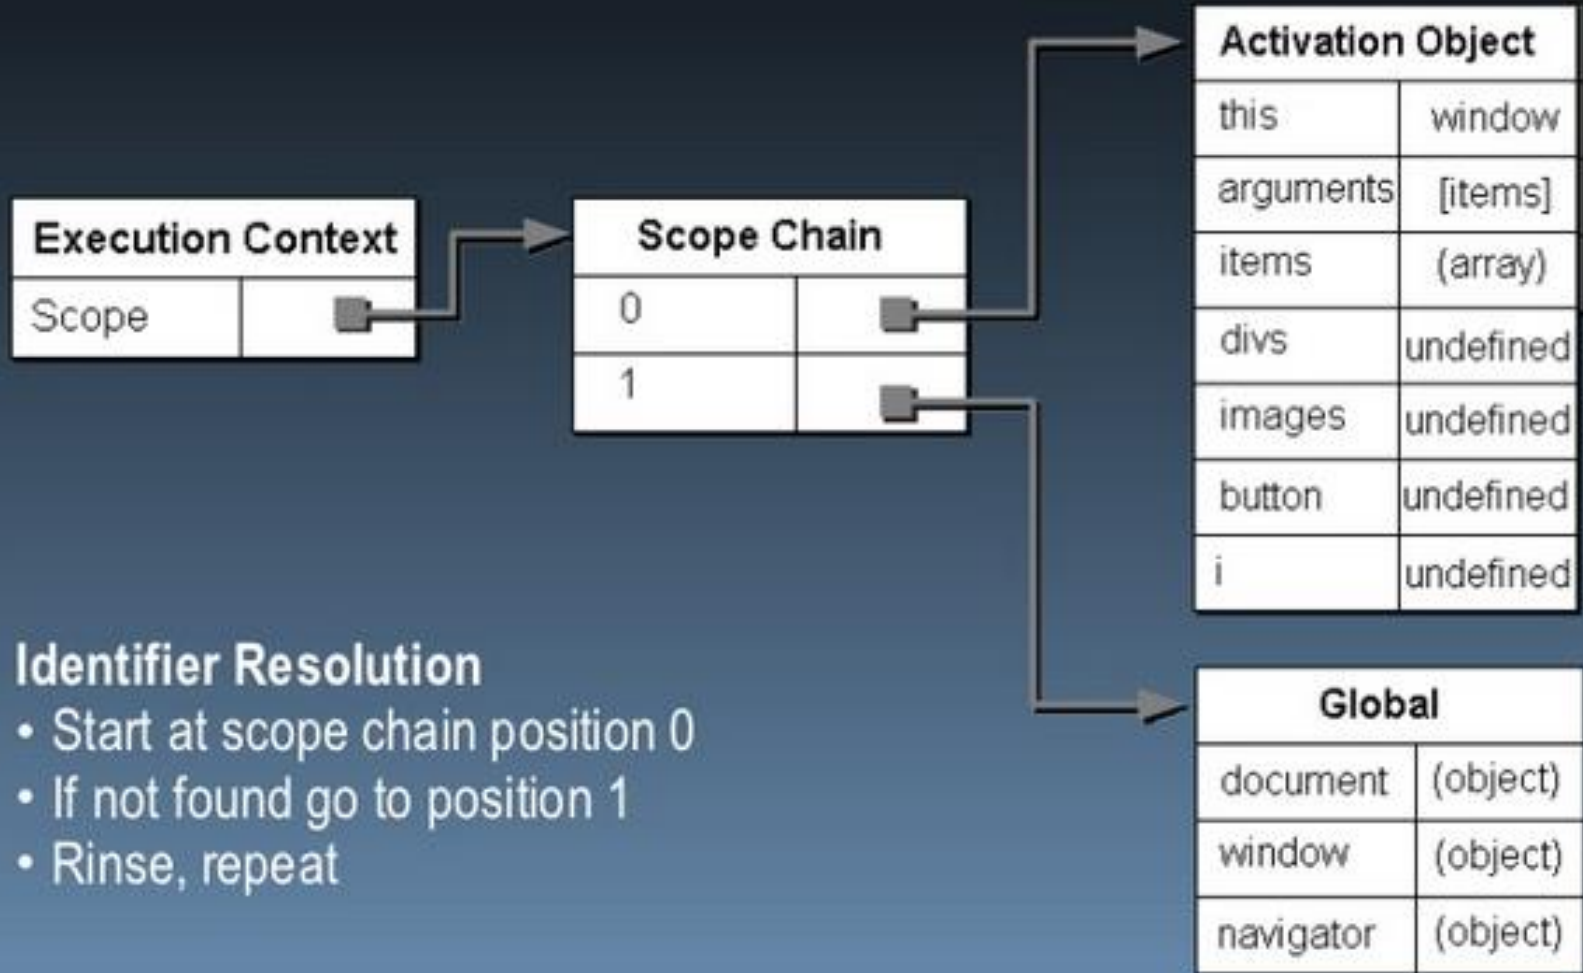 Execution Context
Scope
Scope Chain
0
1
Activation Object
this window
arguments [items]
items (array)
divs undefined
images undefined
button undefined
i undefined
Global
document (object)
window (object)
navigator (object)
Identifier Resolution
• Start at scope chain position 0
• If not found go to position 1
• Rinse, repeat